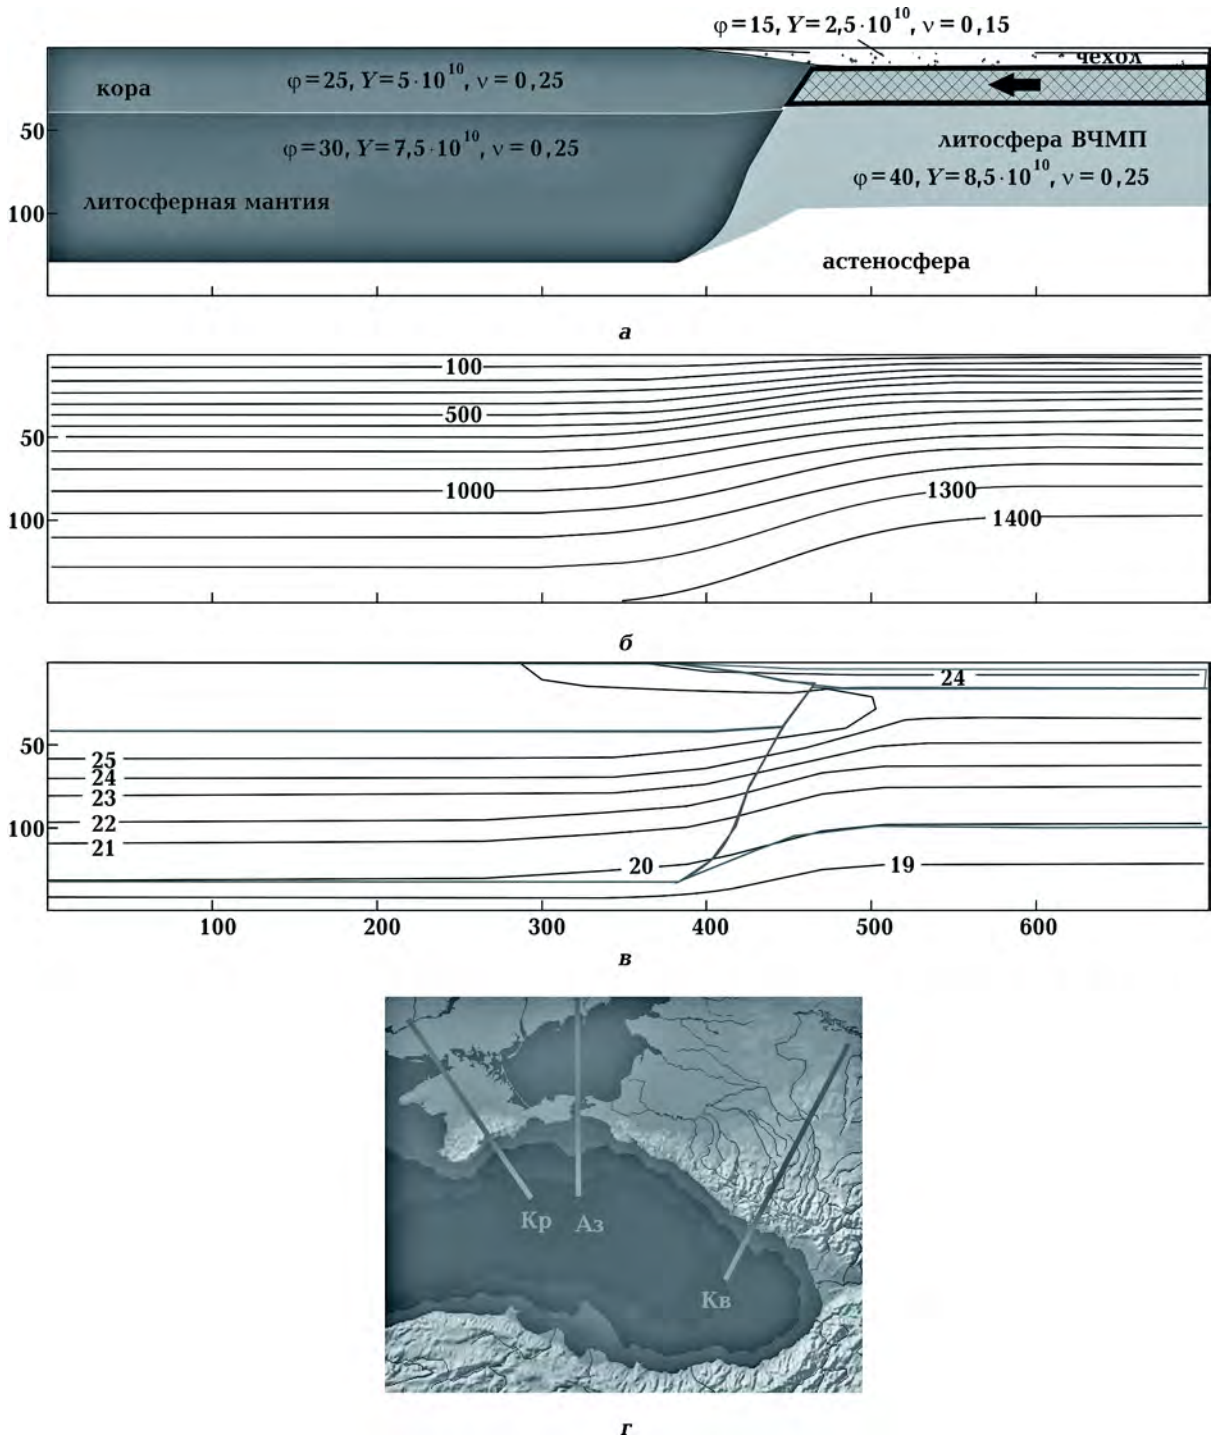 φ=15, Y=2,5·10¹⁰, ν=0,15
чехол
кора
φ=25, Y=5·10¹⁰, ν=0,25
50
φ=30, Y=7,5·10¹⁰, ν=0,25
литосфера ВЧМП
φ=40, Y=8,5·10¹⁰, ν=0,25
литосферная мантия
100
астеносфера
а
100
500
50
1000
1300
100
1400
б
24
50
25
24
23
22
100
21
20
19
100 200 300 400 500 600
в
Кр Аз
Кв
г